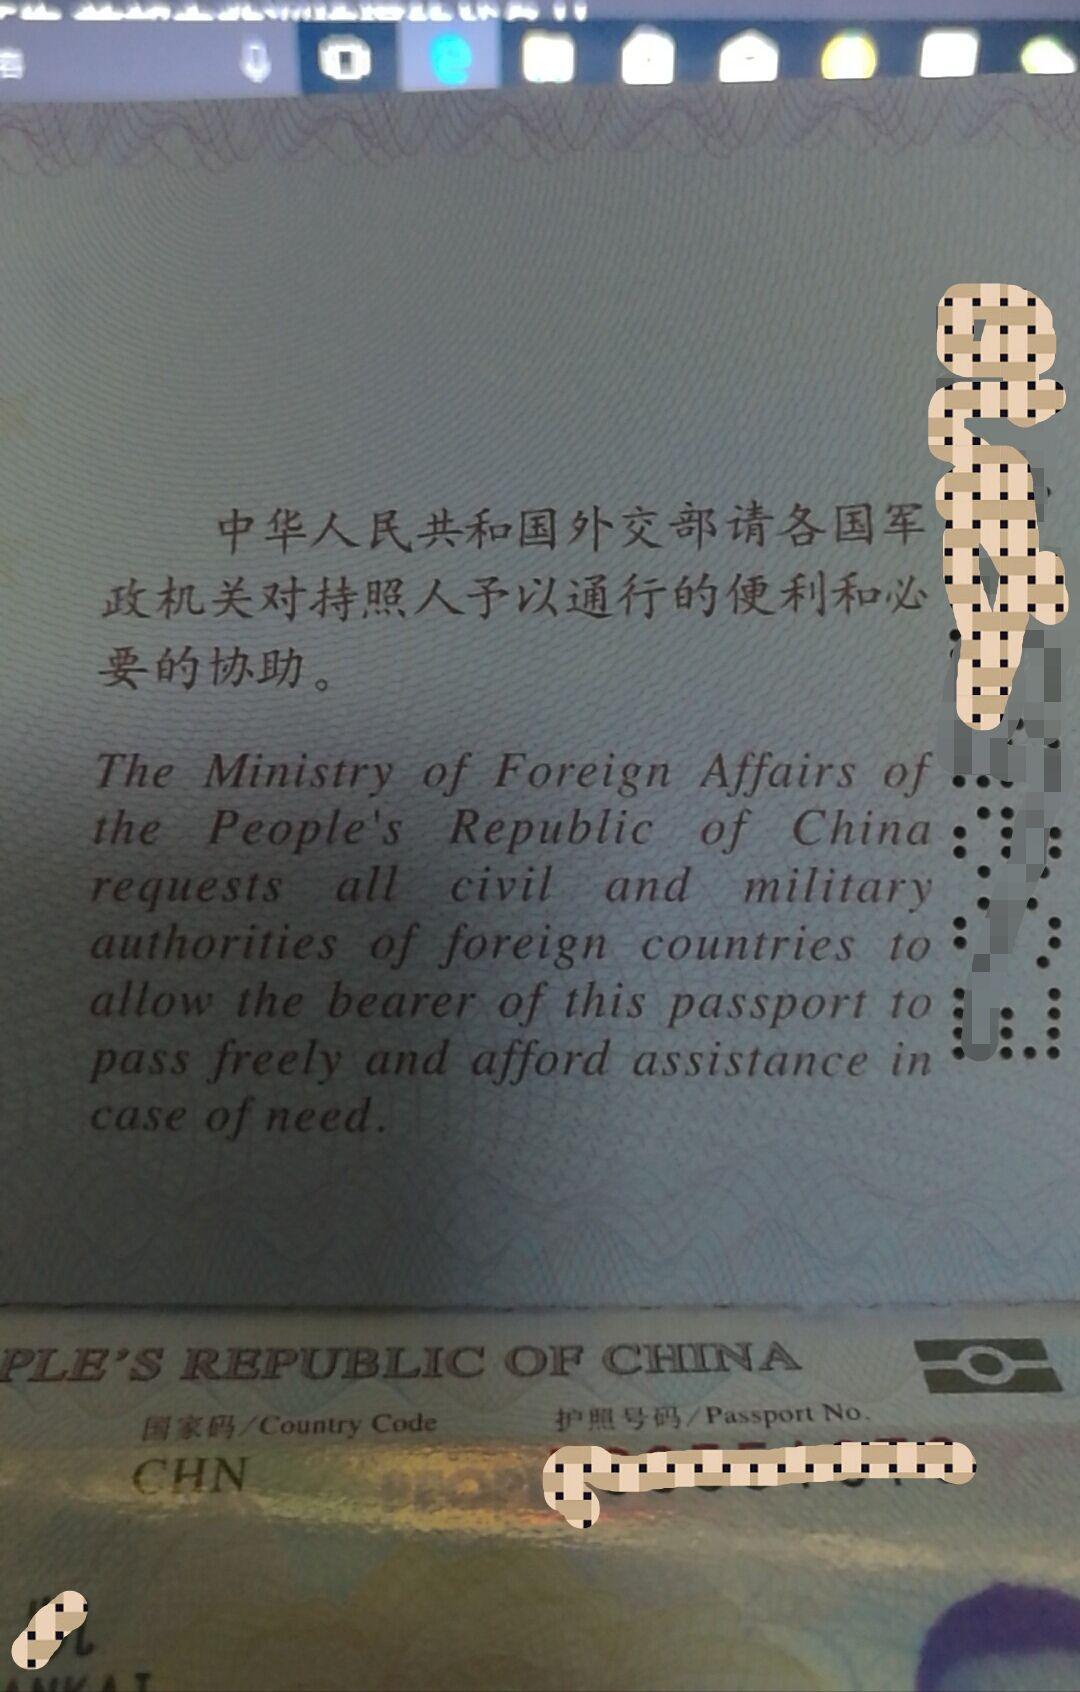 中华人民共和国外交部请各国军
政机关对持照人予以通行的便利和必
要的协助。
The Ministry of Foreign Affairs of
the People's Republic of China
requests all civil and military
authorities of foreign countries to
allow the bearer of this passport to
pass freely and afford assistance in
case of need.
PLE'S REPUBLIC OF CHINA
国家码/Country Code 护照号码/Passport No.
CHN